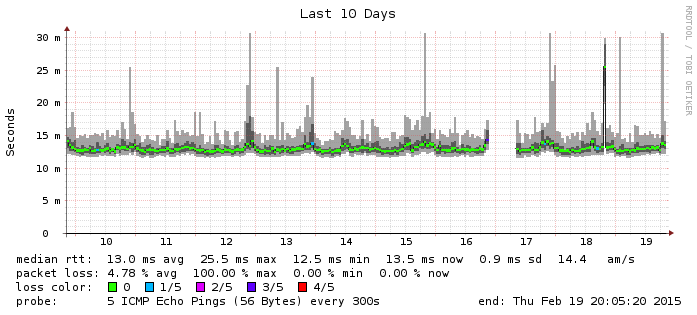 Last 10 Days
RRDTOOL / TOBI OETIKER
Seconds
30 m
25 m
20 m
15 m
10 m
5 m
0
10 11 12 13 14 15 16 17 18 19
median rtt: 13.0 ms avg 25.5 ms max 12.5 ms min 13.5 ms now 0.9 ms sd 14.4 am/s
packet loss: 4.78 % avg 100.00 % max 0.00 % min 0.00 % now
loss color: 0 1/5 2/5 3/5 4/5
probe: 5 ICMP Echo Pings (56 Bytes) every 300s end: Thu Feb 19 20:05:20 2015